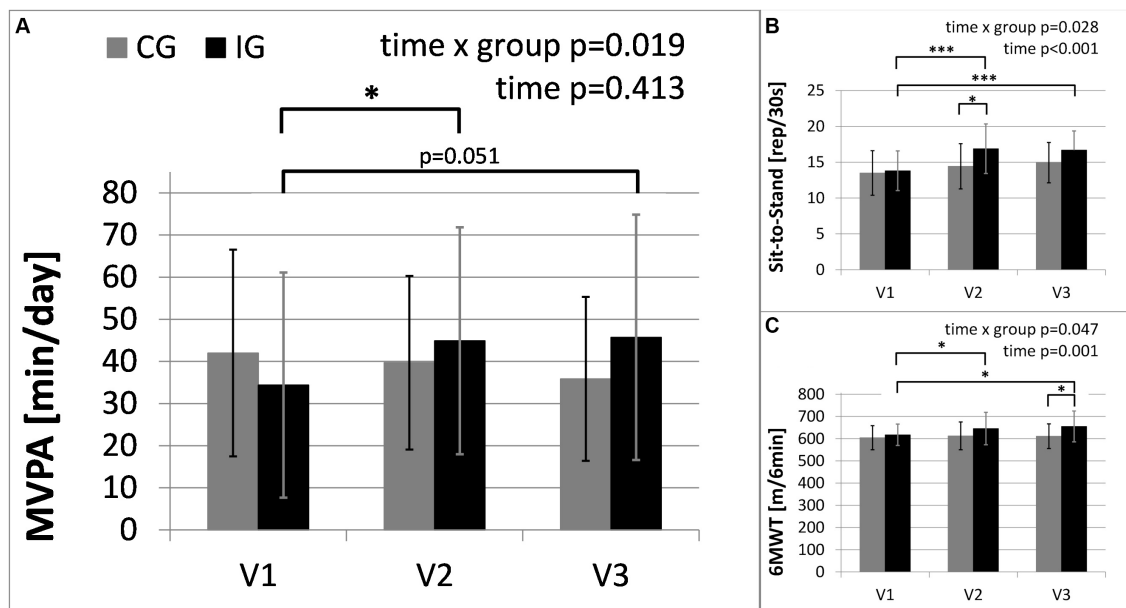 A
CG IG
time x group p=0.019
time p=0.413
*
p=0.051
MVPA [min/day]
80
70
60
50
40
30
20
10
0
V1 V2 V3
B
time x group p=0.028
time p<0.001
***
***
*
Sit-to-Stand [rep/30s]
25
20
15
10
5
0
V1 V2 V3
C
time x group p=0.047
time p=0.001
*
*
*
6MWT [m/6min]
800
700
600
500
400
300
200
100
0
V1 V2 V3